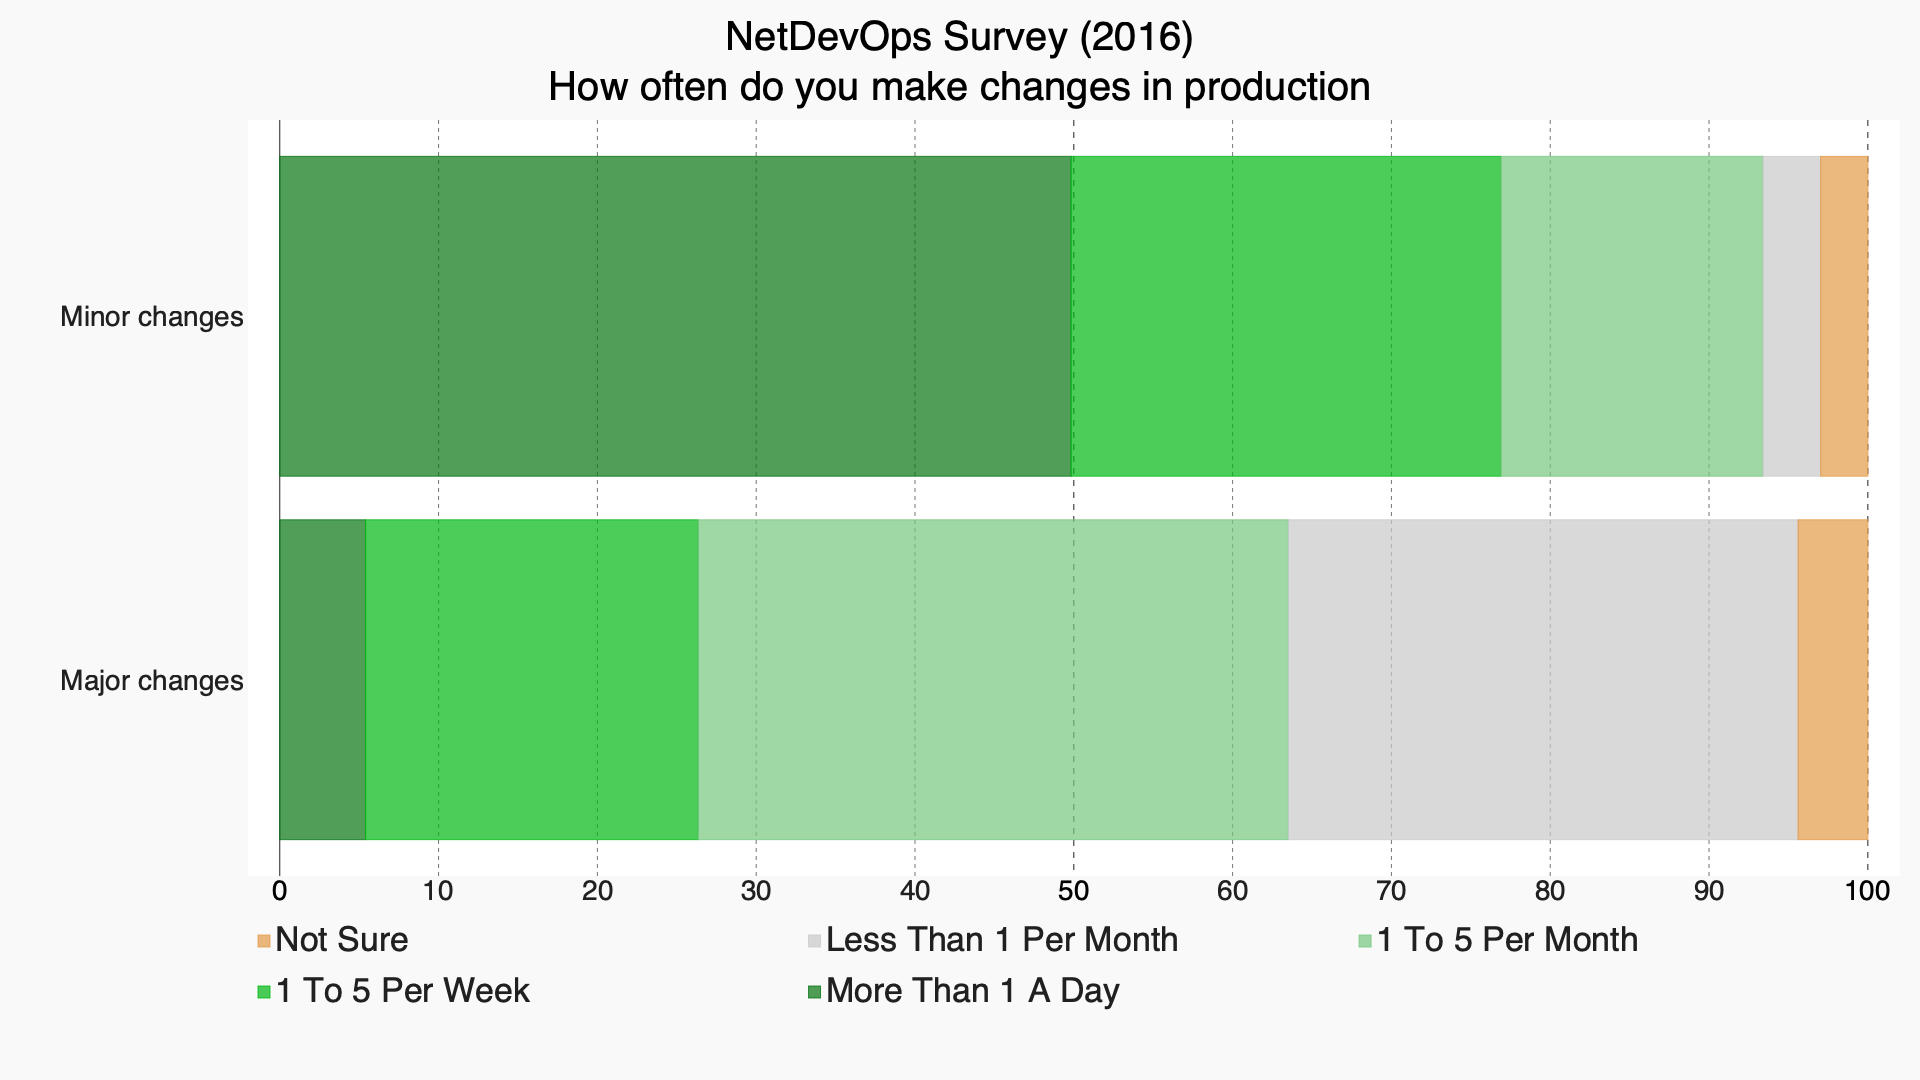 NetDevOps Survey (2016)
How often do you make changes in production
Minor changes
Major changes
0 10 20 30 40 50 60 70 80 90 100
Not Sure Less Than 1 Per Month 1 To 5 Per Month
1 To 5 Per Week More Than 1 A Day